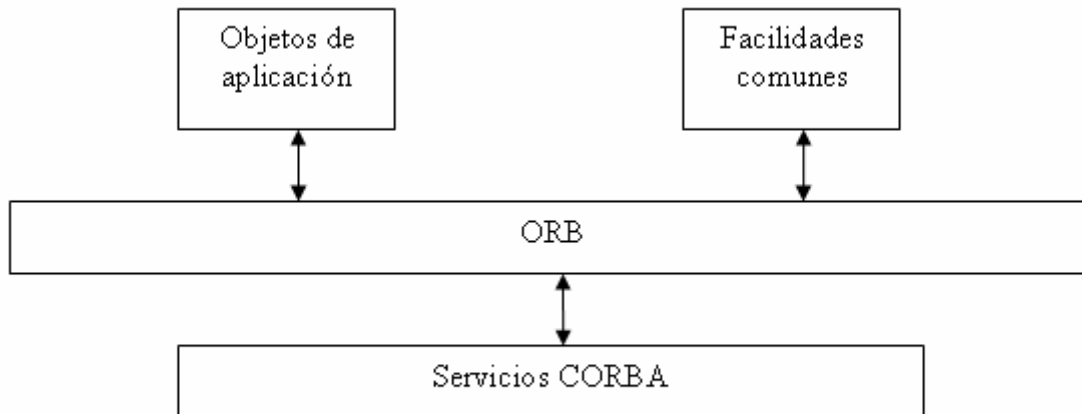 Objetos de
aplicación
Facilidades
comunes
ORB
Servicios CORBA